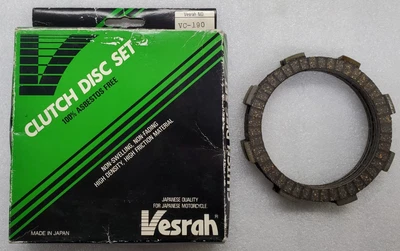 Vesrah NO.
VC-190
CLUTCH DISC SET
100% ASBESTOS FREE
NON-SWELLING, NON-FADING
HIGH DENSITY, HIGH FRICTION MATERIAL
JAPANESE QUALITY
FOR JAPANESE MOTORCYCLE
Vesrah
MADE IN JAPAN